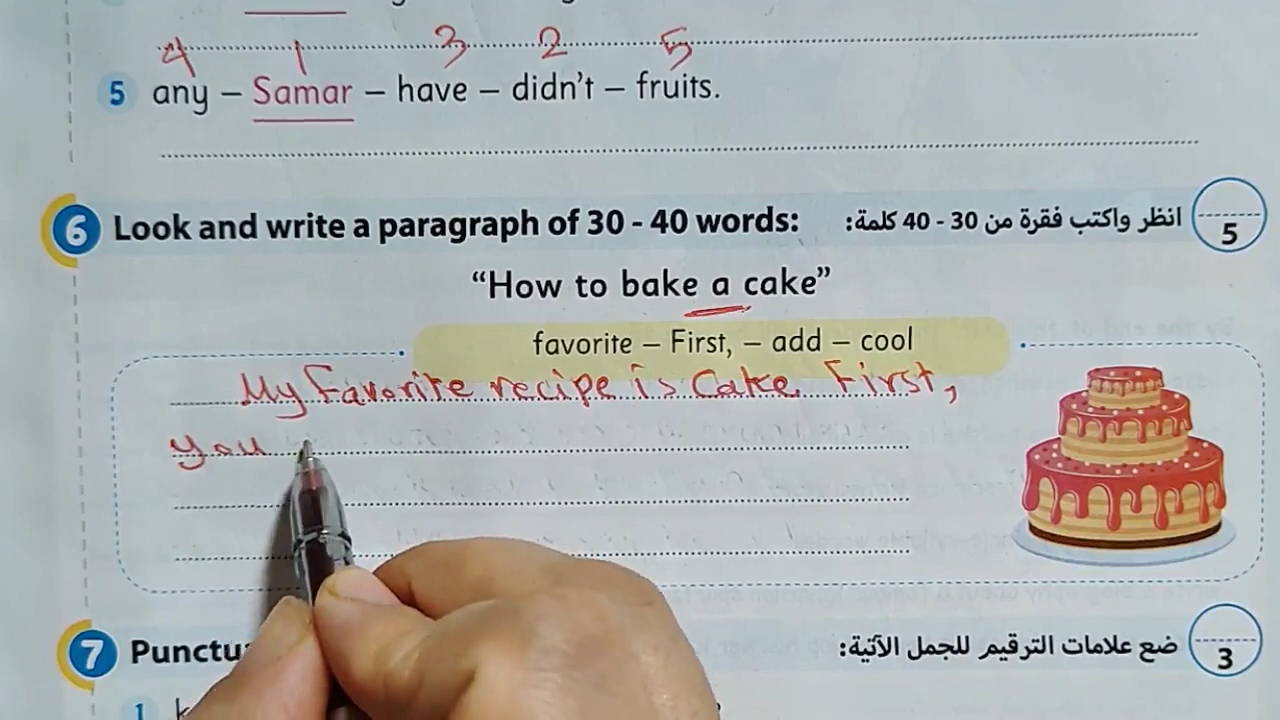 4 1 3 2 5
5 any – Samar – have – didn't – fruits.
6 Look and write a paragraph of 30 - 40 words: انظر واكتب فقرة من 30 - 40 كلمة: 5
“How to bake a cake”
favorite – First, – add – cool
My Favorite recipe is Cake First,
you
7 Punctu ضع علامات الترقيم للجمل الآتية: 3
1 k